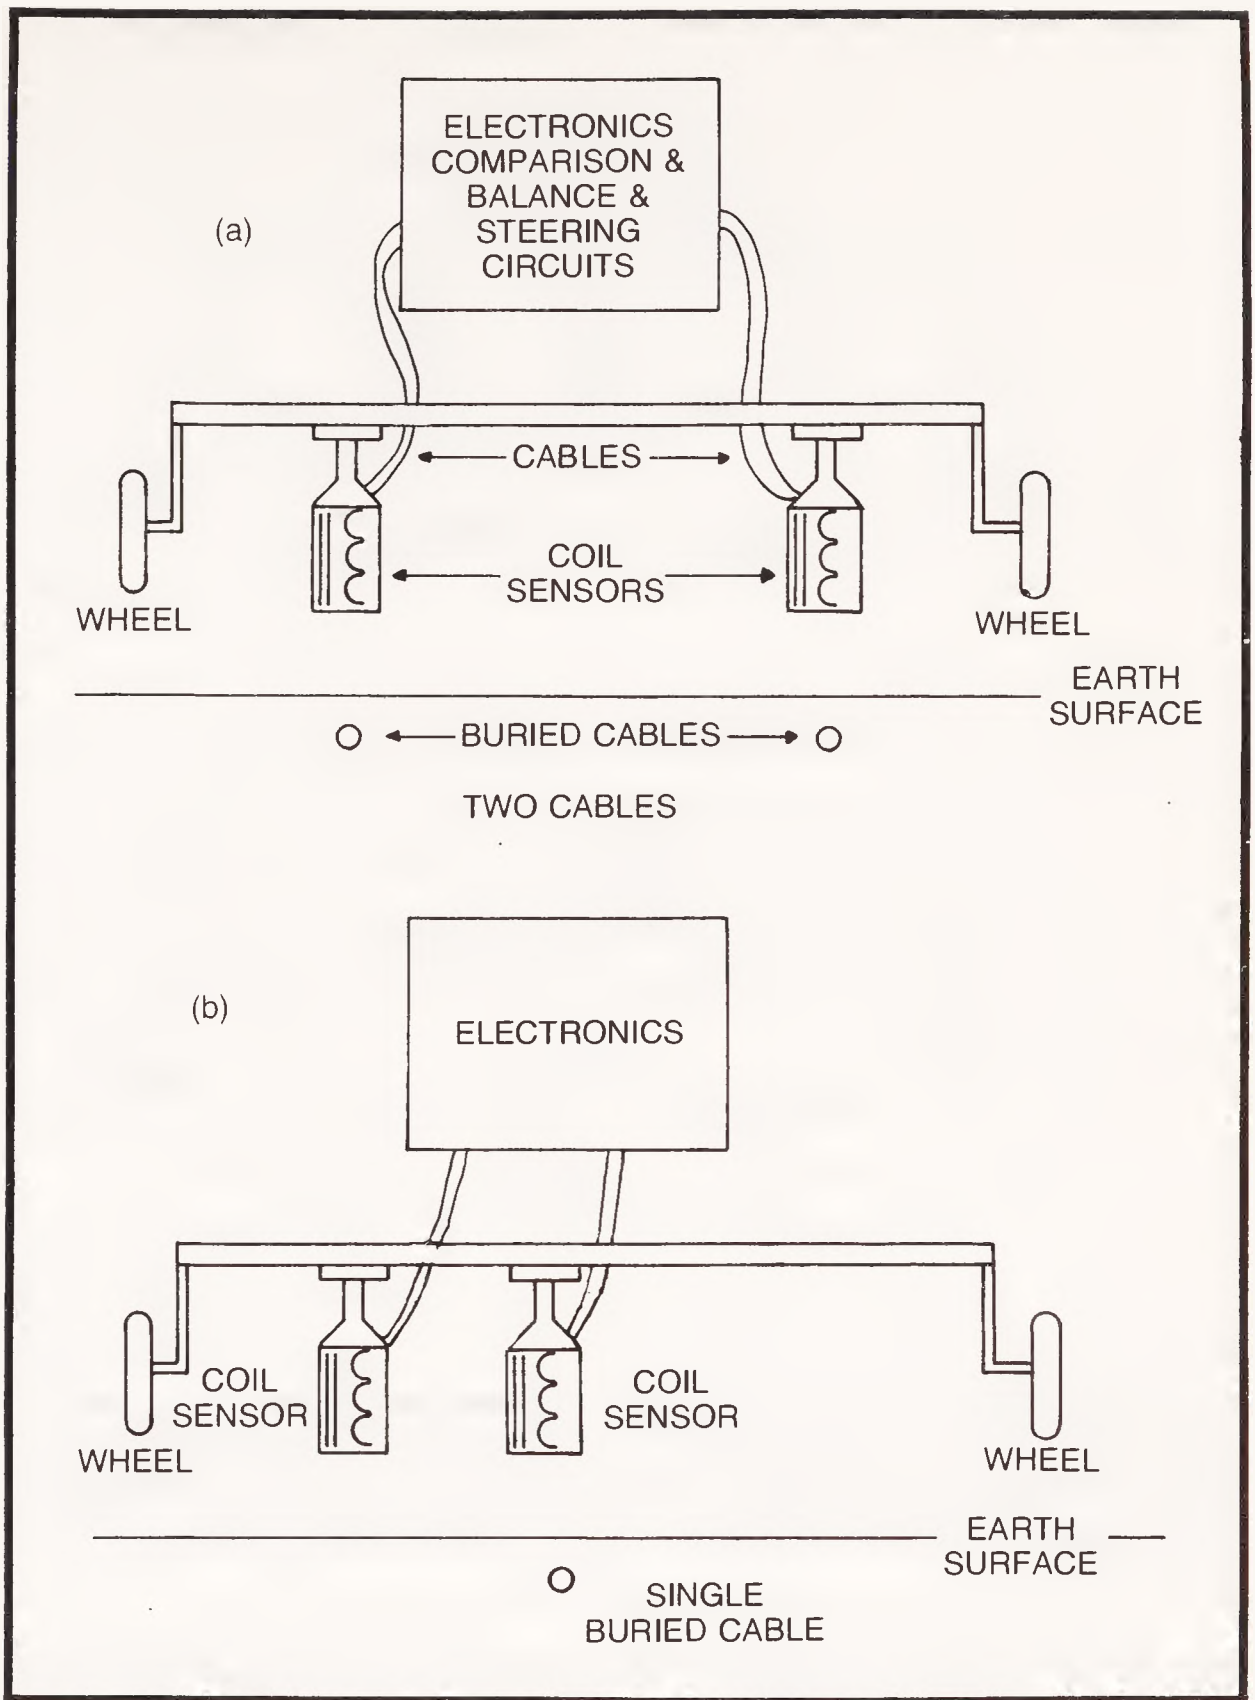 (a)
ELECTRONICS
COMPARISON &
BALANCE &
STEERING
CIRCUITS
CABLES
COIL
SENSORS
WHEEL
WHEEL
EARTH
SURFACE
BURIED CABLES
TWO CABLES
(b)
ELECTRONICS
COIL
SENSOR
COIL
SENSOR
WHEEL
WHEEL
EARTH
SURFACE
SINGLE
BURIED CABLE